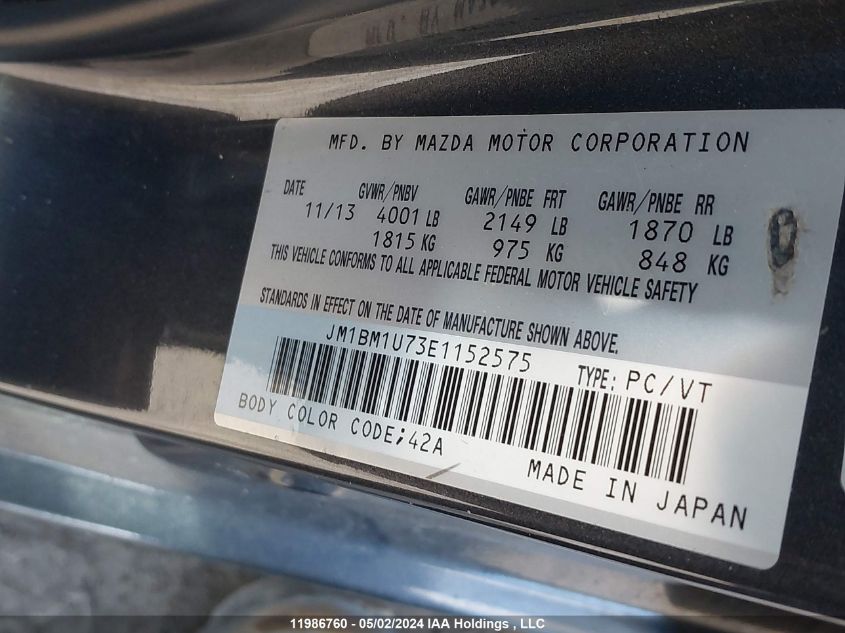 MFD. BY MAZDA MOTOR CORPORATION
DATE GVWR/PNBV GAWR/PNBE FRT GAWR/PNBE RR
11/13 4001 LB 2149 LB 1870 LB
1815 KG 975 KG 848 KG
THIS VEHICLE CONFORMS TO ALL APPLICABLE FEDERAL MOTOR VEHICLE SAFETY
STANDARDS IN EFFECT ON THE DATE OF MANUFACTURE SHOWN ABOVE.
JM1BM1U73E1152575 TYPE: PC/VT
BODY COLOR CODE;42A
MADE IN JAPAN
11986760 - 05/02/2024 IAA Holdings , LLC